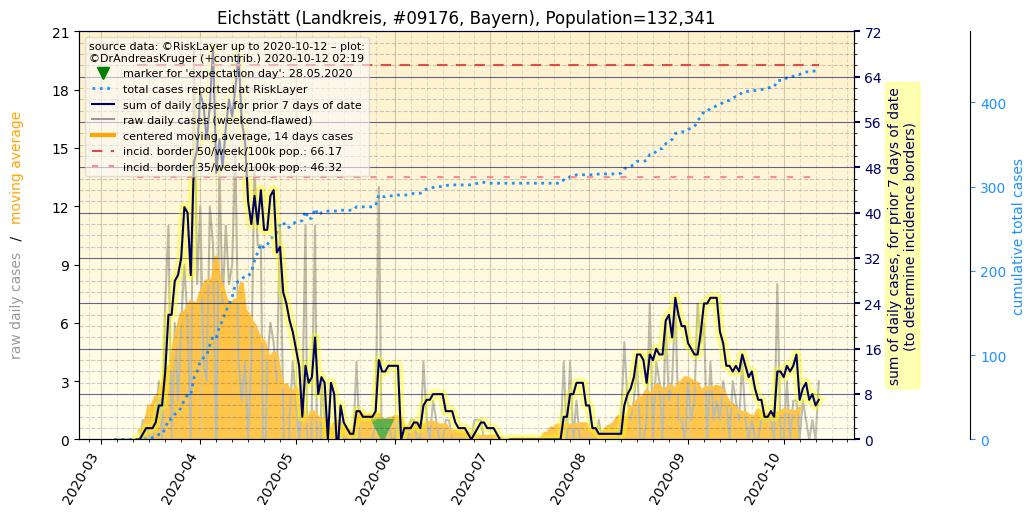 Eichstätt (Landkreis, #09176, Bayern), Population=132,341
source data: ©RiskLayer up to 2020-10-12 – plot:
©DrAndreasKruger (+contrib.) 2020-10-12 02:19
marker for 'expectation day': 28.05.2020
total cases reported at RiskLayer
sum of daily cases, for prior 7 days of date
raw daily cases (weekend-flawed)
centered moving average, 14 days cases
incid. border 50/week/100k pop.: 66.17
incid. border 35/week/100k pop.: 46.32
raw daily cases / moving average
21
18
15
12
9
6
3
0
2020-03
2020-04
2020-05
2020-06
2020-07
2020-08
2020-09
2020-10
72
64
56
48
40
32
24
16
8
0
sum of daily cases, for prior 7 days of date
(to determine incidence borders)
400
300
200
100
0
cumulative total cases